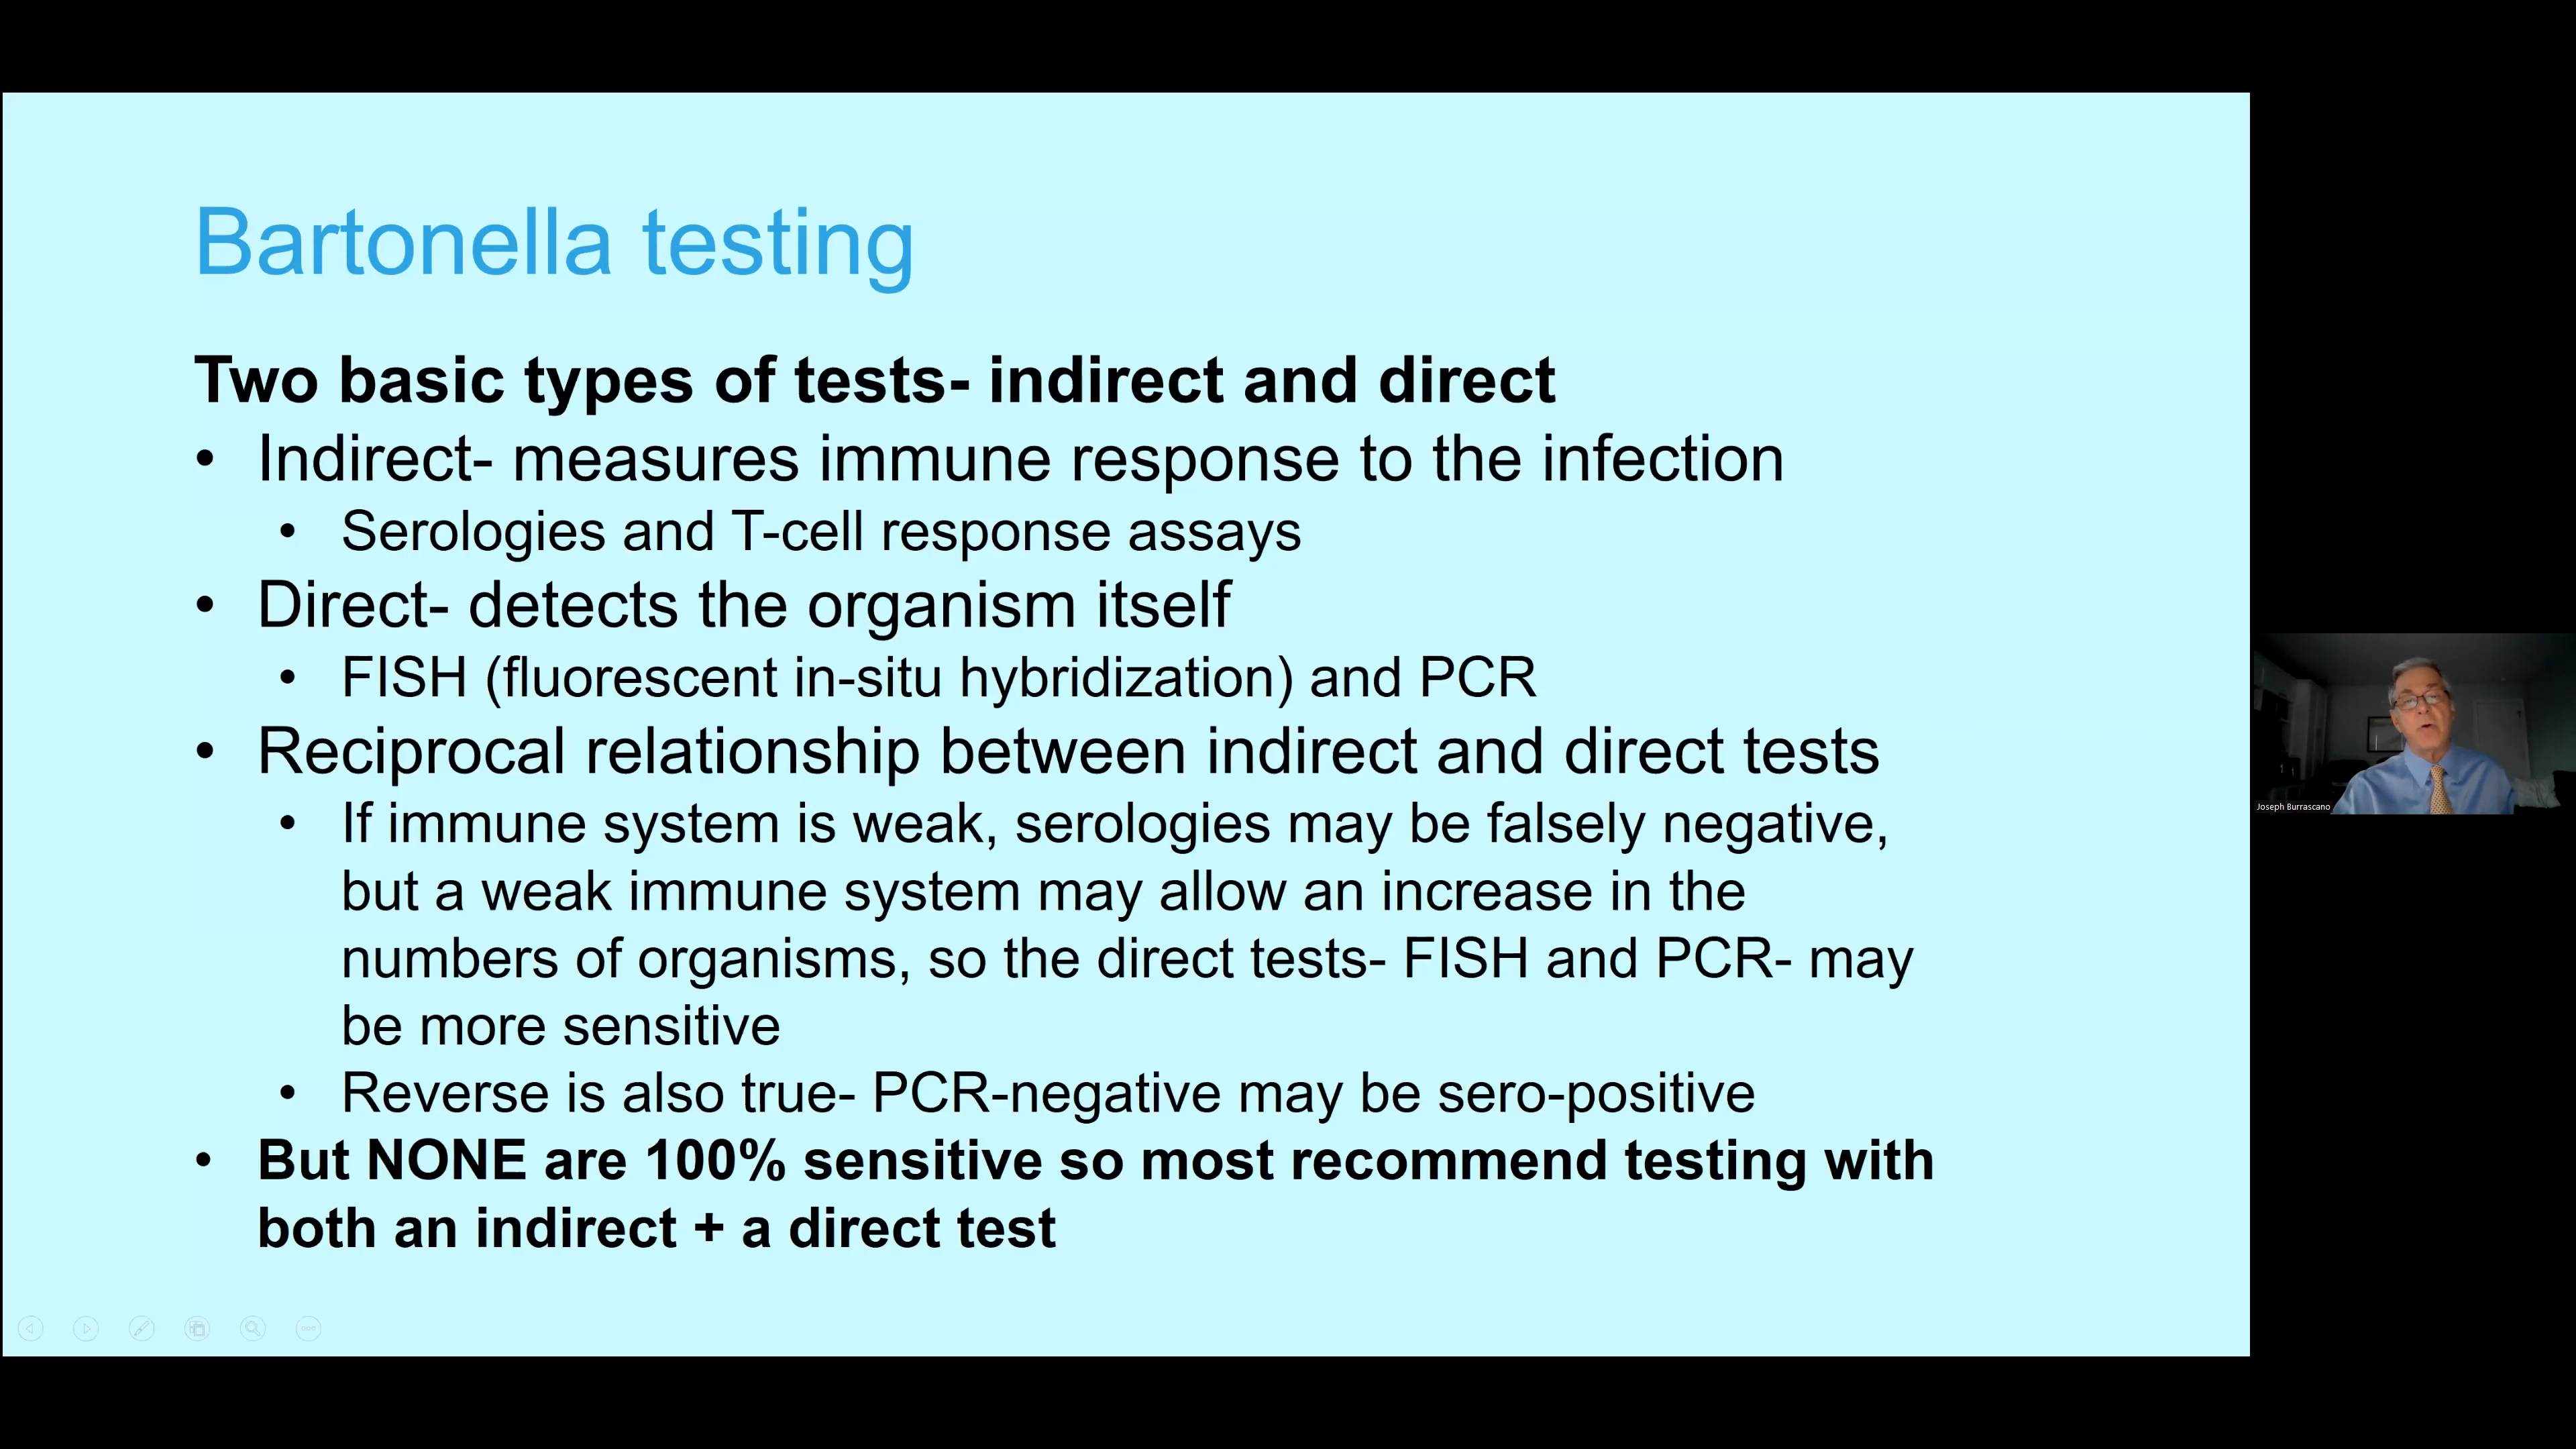 Bartonella testing
Two basic types of tests- indirect and direct
• Indirect- measures immune response to the infection
• Serologies and T-cell response assays
• Direct- detects the organism itself
• FISH (fluorescent in-situ hybridization) and PCR
• Reciprocal relationship between indirect and direct tests
• If immune system is weak, serologies may be falsely negative,
but a weak immune system may allow an increase in the
numbers of organisms, so the direct tests- FISH and PCR- may
be more sensitive
• Reverse is also true- PCR-negative may be sero-positive
• But NONE are 100% sensitive so most recommend testing with
both an indirect + a direct test
Joseph Burrascano